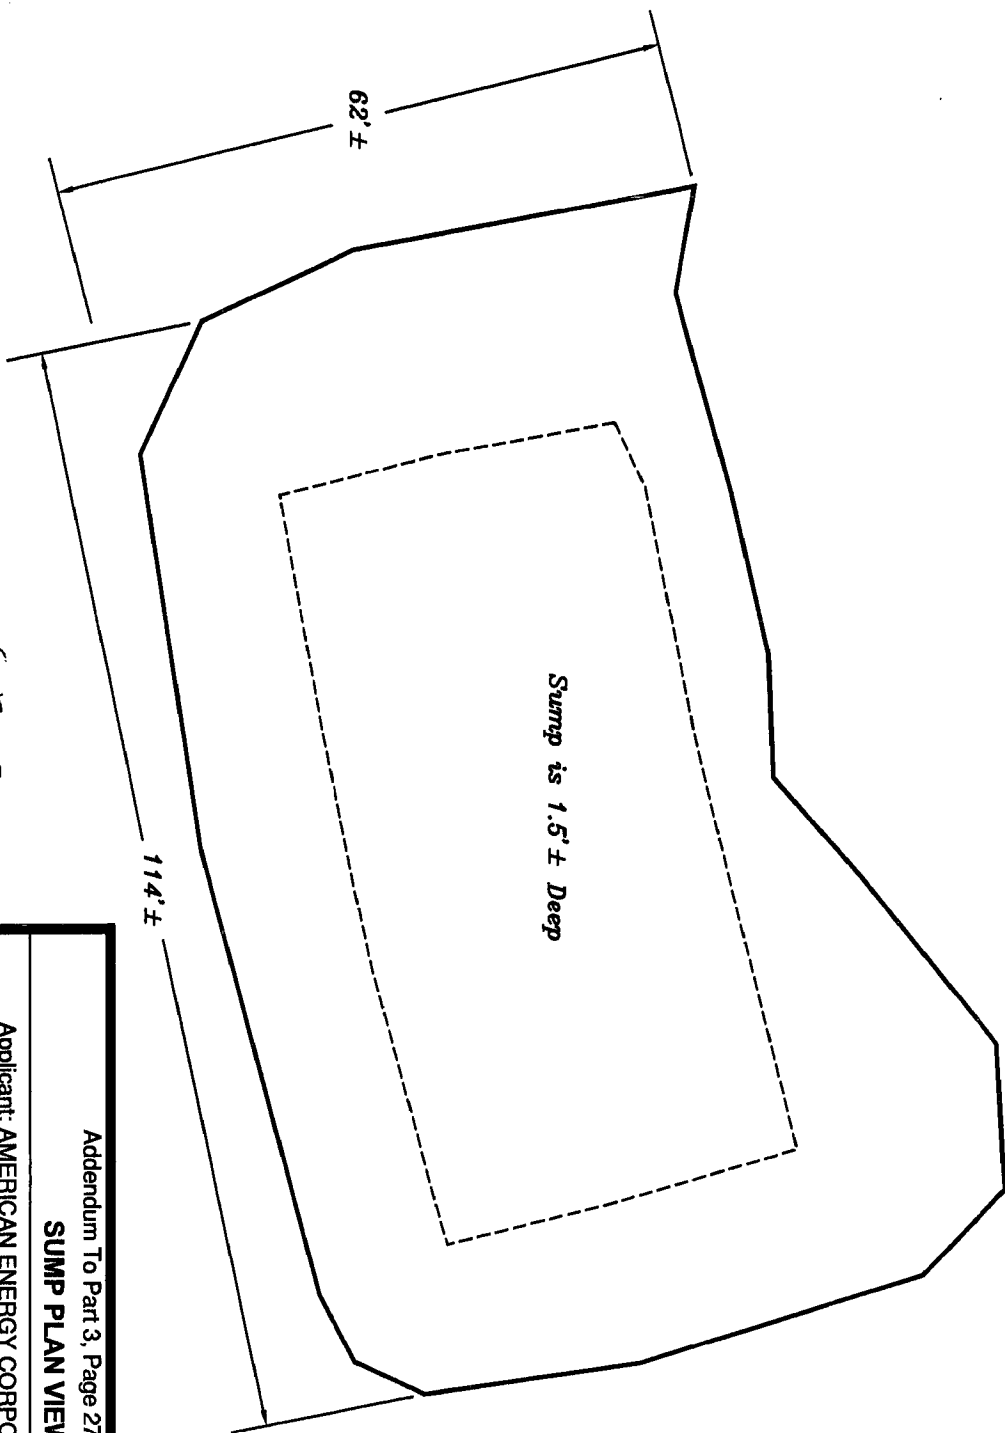 62'±
Sump is 1.5'± Deep
114'±
Addendum To Part 3, Page 27
SUMP PLAN VIEW
Applicant: AMERICAN ENERGY CORPO